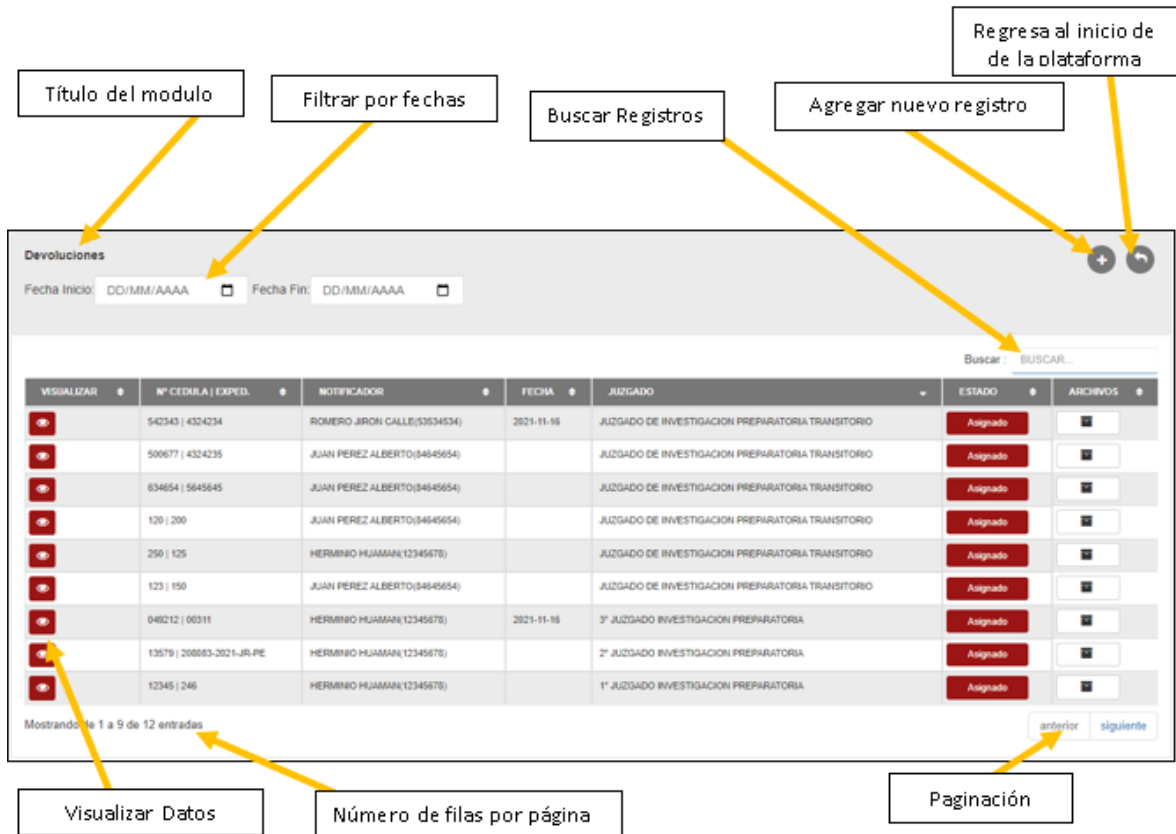 Regresa al inicio de
de la plataforma
Título del modulo
Filtrar por fechas
Buscar Registros
Agregar nuevo registro
Devoluciones
Fecha Inicio: DD/MM/AAAA Fecha Fin: DD/MM/AAAA
Buscar : BUSCAR...
VISUALIZAR Nº CEDULA | EXPED. NOTIFICADOR FECHA JUZGADO ESTADO ARCHIVOS
542343 | 4324234 ROMERO JIRON CALLE(53534534) 2021-11-16 JUZGADO DE INVESTIGACION PREPARATORIA TRANSITORIO Asignado
500677 | 4324235 JUAN PEREZ ALBERTO(84645654) JUZGADO DE INVESTIGACION PREPARATORIA TRANSITORIO Asignado
634654 | 5645645 JUAN PEREZ ALBERTO(84645654) JUZGADO DE INVESTIGACION PREPARATORIA TRANSITORIO Asignado
120 | 200 JUAN PEREZ ALBERTO(84645654) JUZGADO DE INVESTIGACION PREPARATORIA TRANSITORIO Asignado
250 | 125 HERMINIO HUAMAN(12345678) JUZGADO DE INVESTIGACION PREPARATORIA TRANSITORIO Asignado
123 | 150 JUAN PEREZ ALBERTO(84645654) JUZGADO DE INVESTIGACION PREPARATORIA TRANSITORIO Asignado
049212 | 00311 HERMINIO HUAMAN(12345678) 2021-11-16 3° JUZGADO INVESTIGACION PREPARATORIA Asignado
13579 | 208083-2021-JR-PE HERMINIO HUAMAN(12345678) 2° JUZGADO INVESTIGACION PREPARATORIA Asignado
12345 | 246 HERMINIO HUAMAN(12345678) 1° JUZGADO INVESTIGACION PREPARATORIA Asignado
Mostrando de 1 a 9 de 12 entradas anterior siguiente
Visualizar Datos
Número de filas por página
Paginación